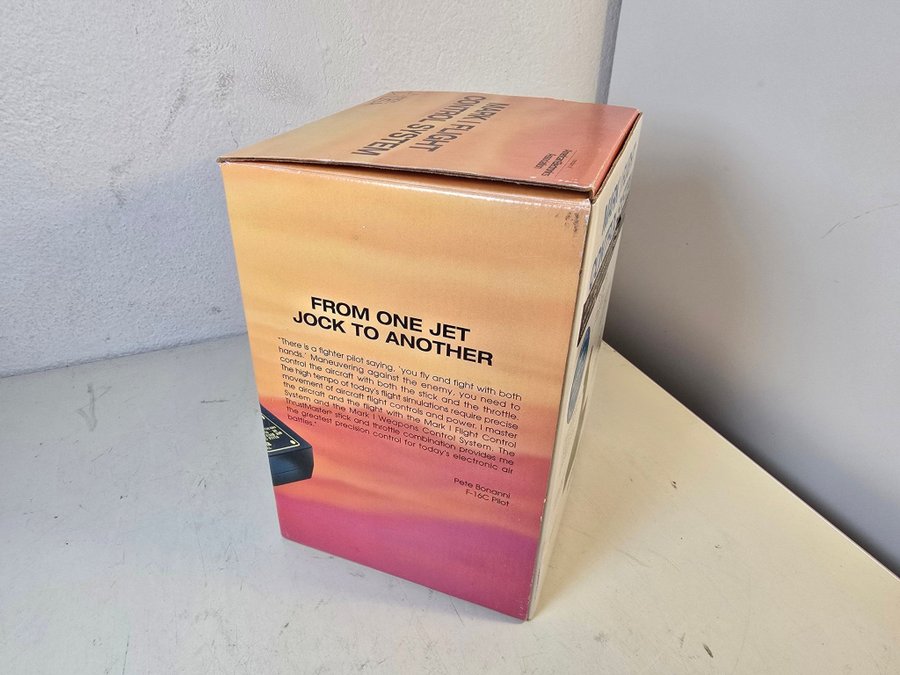 MARK I FLIGHT
CONTROL SYSTEM
FROM ONE JET
JOCK TO ANOTHER
"There is a fighter pilot saying, 'you fly and fight with both
hands.' Maneuvering against the enemy, you need to
control the aircraft with both the stick and the throttle.
The high tempo of today's flight simulations require precise
movement of aircraft flight controls and power. I master
the aircraft and the flight with the Mark I Flight Control
System and the Mark I Weapons Control System. The
ThrustMaster® stick and throttle combination provides me
the greatest precision control for today's electronic air
battles."
Pete Bonanni
F-16C Pilot